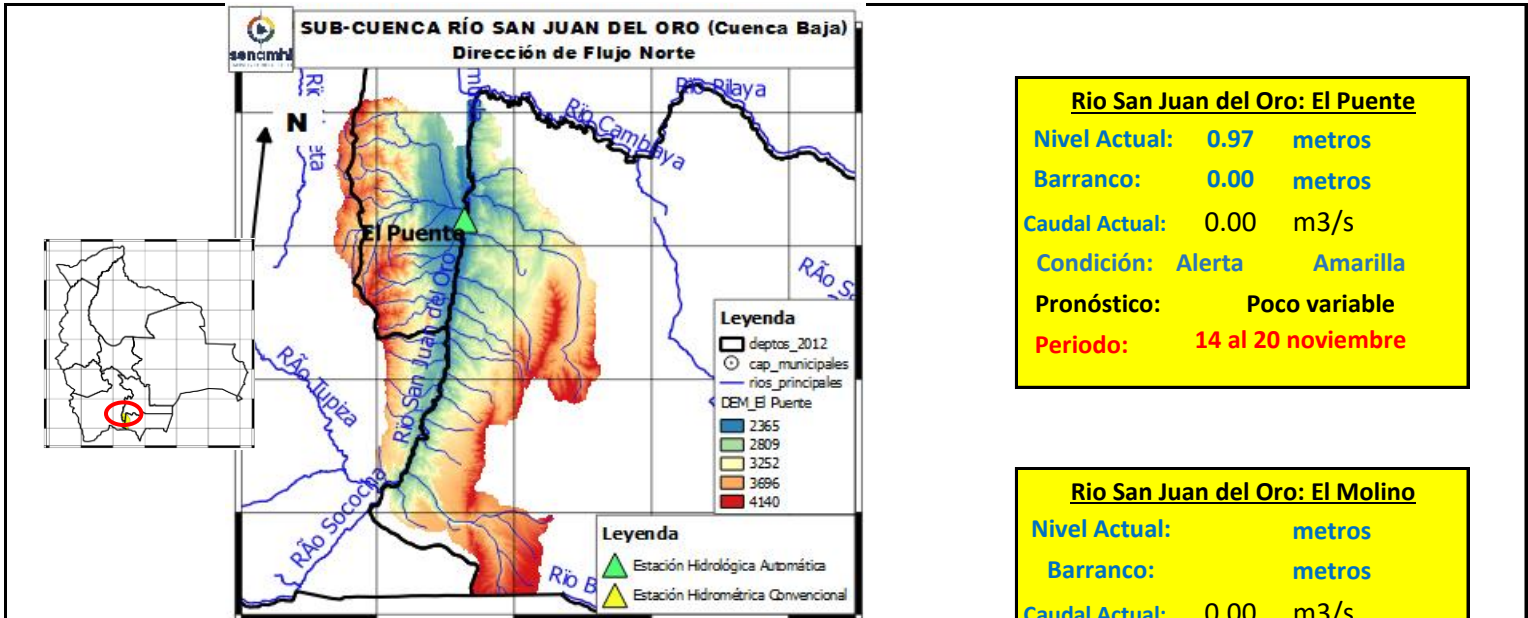 SUB-CUENCA RÍO SAN JUAN DEL ORO (Cuenca Baja)
Dirección de Flujo Norte
senamhi
N
Río Pilaya
Río Cambaya
El Puente
Río San Juan del Oro
RÃo Tupiza
RÃo Sococha
RÃo S
Río B
Leyenda
deptos_2012
cap_municipales
rios_principales
DEM_El Puente
2365
2809
3252
3696
4140
Leyenda
Estación Hidrológica Automática
Estación Hidrométrica Convencional
Rio San Juan del Oro: El Puente
Nivel Actual: 0.97 metros
Barranco: 0.00 metros
Caudal Actual: 0.00 m3/s
Condición: Alerta Amarilla
Pronóstico: Poco variable
Periodo: 14 al 20 noviembre
Rio San Juan del Oro: El Molino
Nivel Actual: metros
Barranco: metros
Caudal Actual: 0.00 m3/s